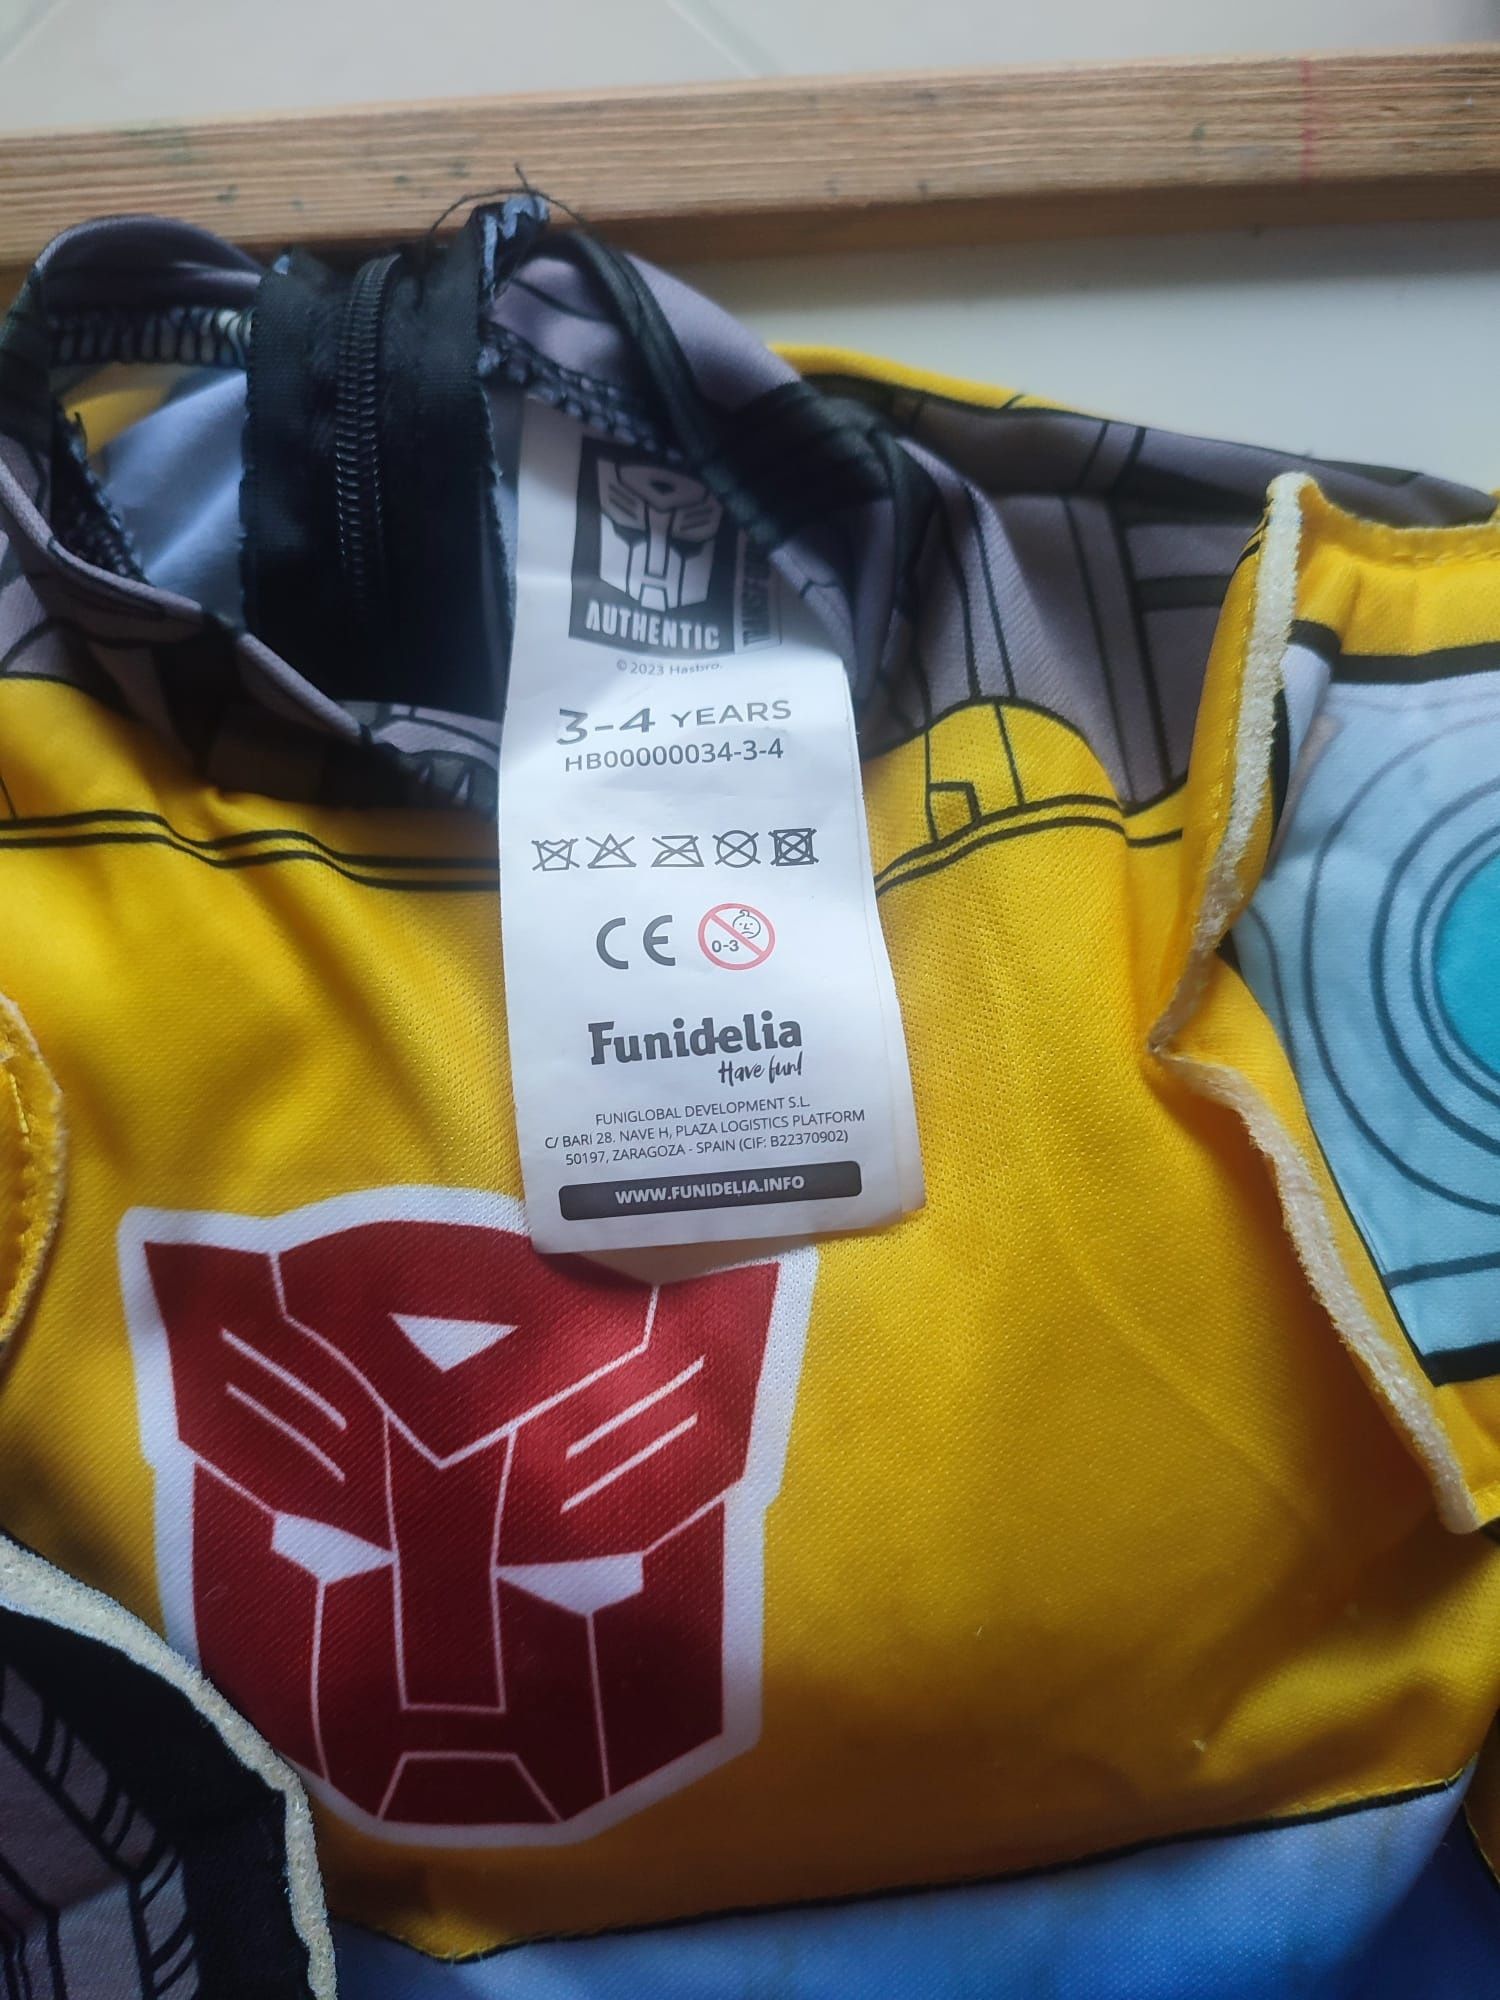 AUTHENTIC
© 2023 Hasbro.
3-4 YEARS
HB00000034-3-4
CE
0-3
Funidelia
Have fun!
FUNIGLOBAL DEVELOPMENT S.L.
C/ BARI 28. NAVE H, PLAZA LOGISTICS PLATFORM
50197, ZARAGOZA - SPAIN (CIF: B22370902)
WWW.FUNIDELIA.INFO